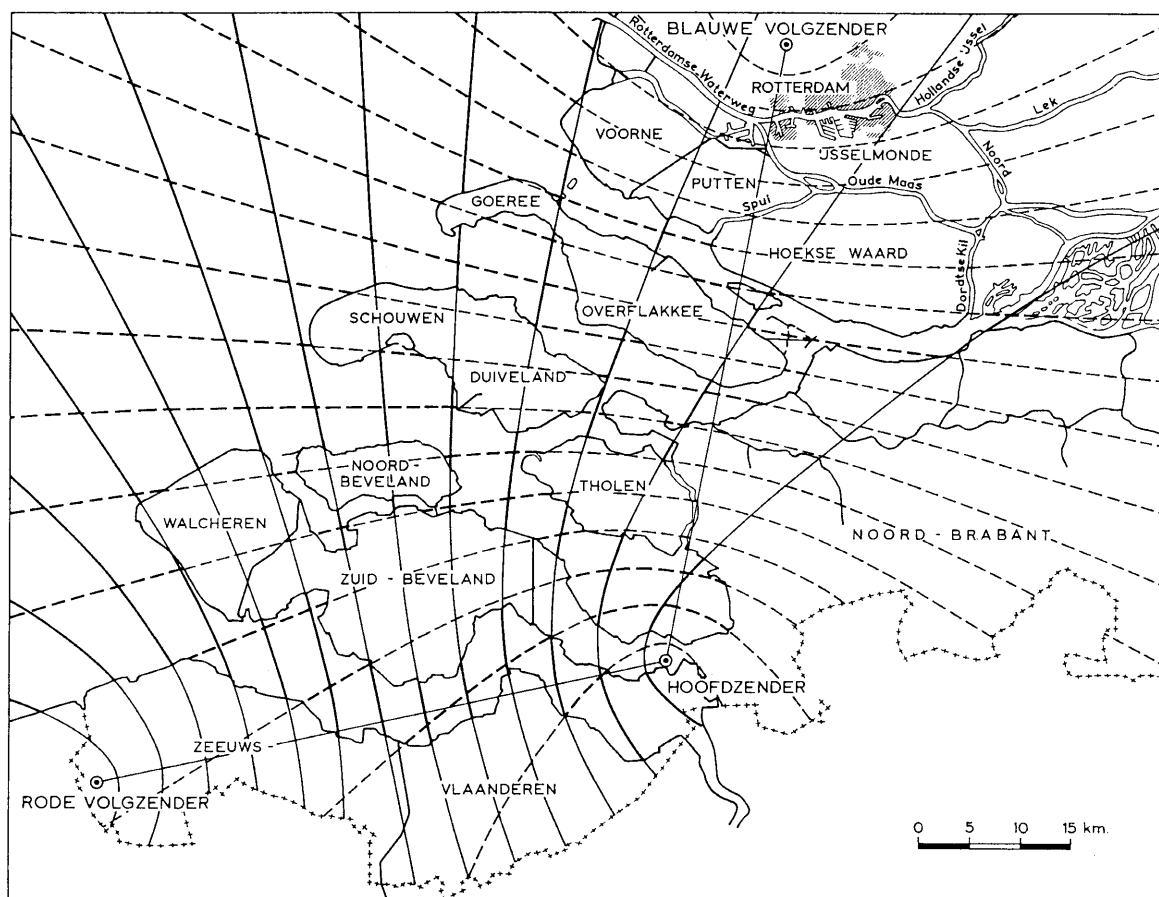 BLAUWE VOLGZENDER
Rotterdamse-Waterweg
ROTTERDAM
Hollandse IJssel
Lek
VOORNE
IJSSELMONDE
Noord
PUTTEN
Oude Maas
GOEREE
Spui
HOEKSE WAARD
Dordtse Kil
OVERFLAKKEE
SCHOUWEN
DUIVELAND
NOORD-
BEVELAND
THOLEN
WALCHEREN
NOORD - BRABANT
ZUID - BEVELAND
HOOFDZENDER
ZEEUWS -
VLAANDEREN
RODE VOLGZENDER
0 5 10 15 km.